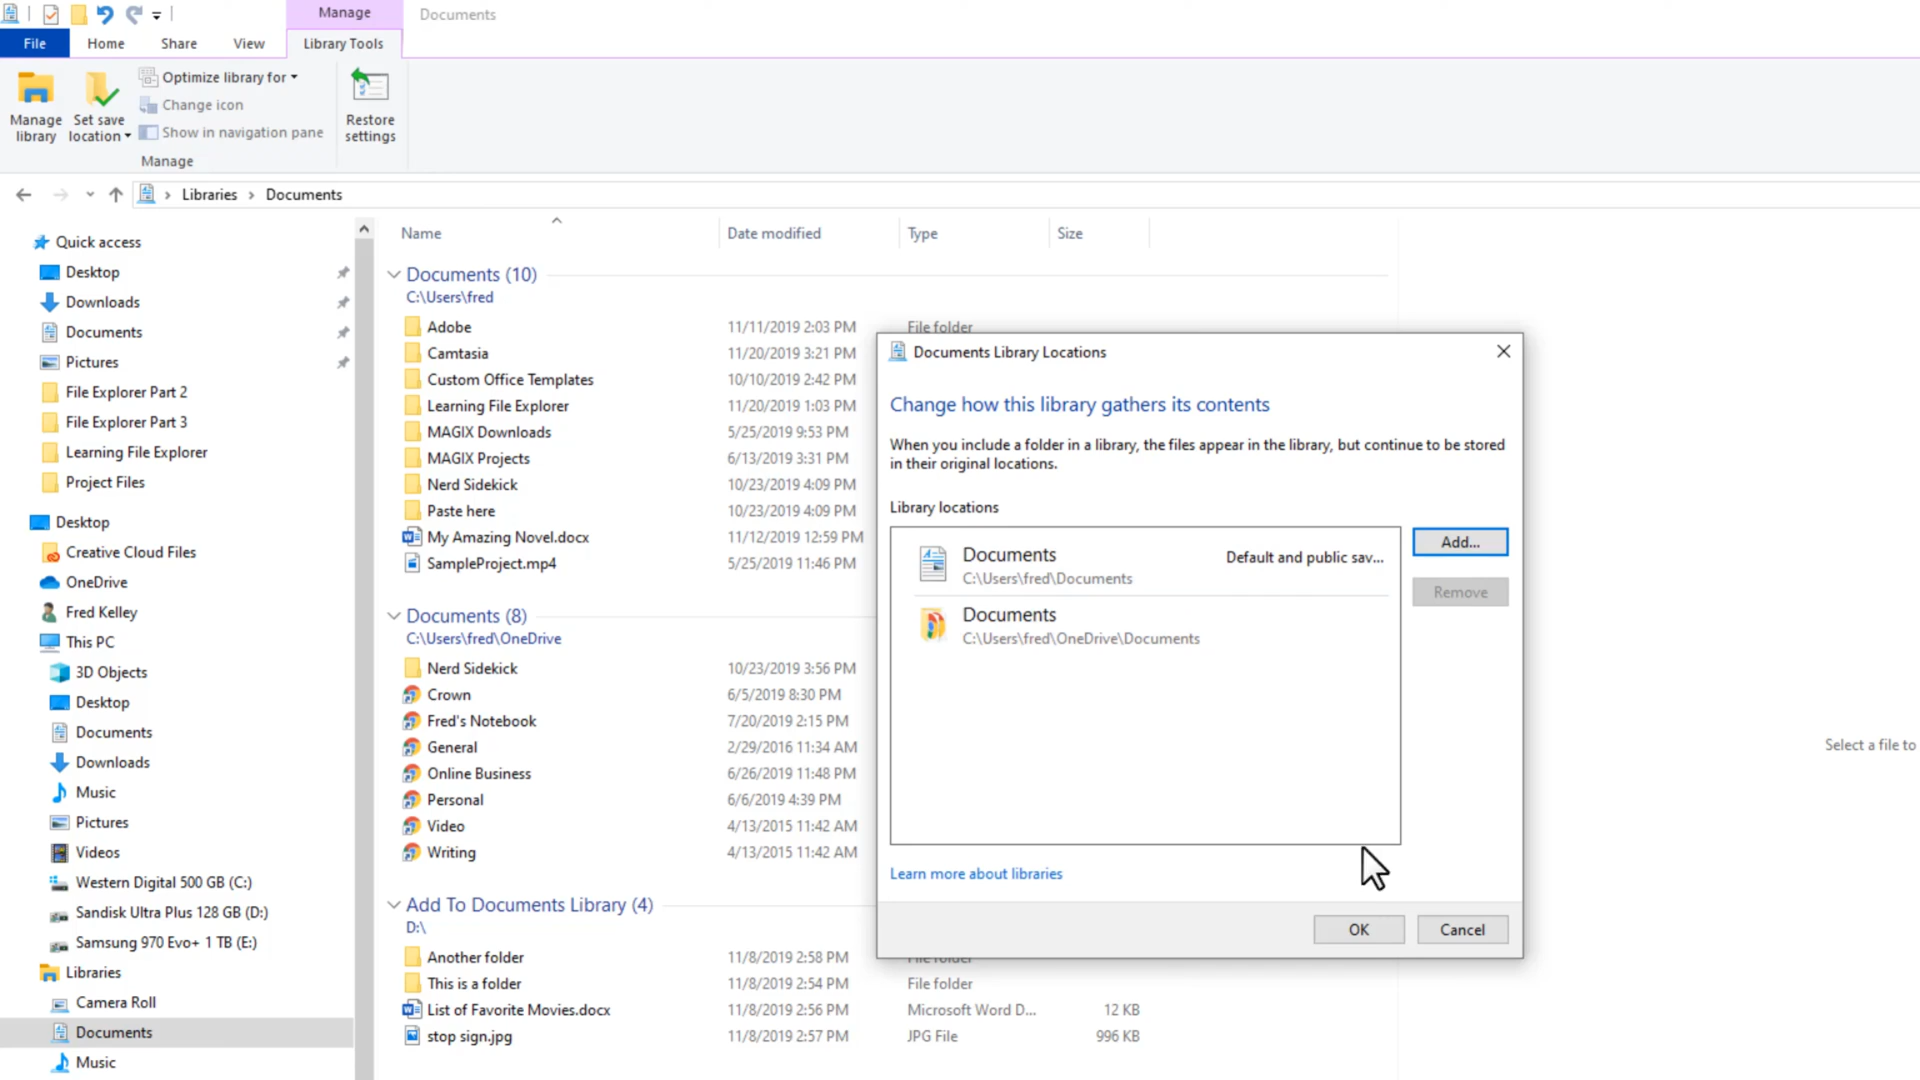 Manage
Documents
File
Home
Share
View
Library Tools
Manage library
Set save location
Optimize library for
Change icon
Show in navigation pane
Restore settings
Manage
Libraries
Documents
Quick access
Desktop
Downloads
Documents
Pictures
File Explorer Part 2
File Explorer Part 3
Learning File Explorer
Project Files
Desktop
Creative Cloud Files
OneDrive
Fred Kelley
This PC
3D Objects
Desktop
Documents
Downloads
Music
Pictures
Videos
Western Digital 500 GB (C:)
Sandisk Ultra Plus 128 GB (D:)
Samsung 970 Evo+ 1 TB (E:)
Libraries
Camera Roll
Documents
Music
Name Date modified Type Size
Documents (10)
C:\Users\fred
Adobe 11/11/2019 2:03 PM File folder
Camtasia 11/20/2019 3:21 PM
Custom Office Templates 10/10/2019 2:42 PM
Learning File Explorer 11/20/2019 1:03 PM
MAGIX Downloads 5/25/2019 9:53 PM
MAGIX Projects 6/13/2019 3:31 PM
Nerd Sidekick 10/23/2019 4:09 PM
Paste here 10/23/2019 4:09 PM
My Amazing Novel.docx 11/12/2019 12:59 PM
SampleProject.mp4 5/25/2019 11:46 PM
Documents (8)
C:\Users\fred\OneDrive
Nerd Sidekick 10/23/2019 3:56 PM
Crown 6/5/2019 8:30 PM
Fred's Notebook 7/20/2019 2:15 PM
General 2/29/2016 11:34 AM
Online Business 6/26/2019 11:48 PM
Personal 6/6/2019 4:39 PM
Video 4/13/2015 11:42 AM
Writing 4/13/2015 11:42 AM
Add To Documents Library (4)
D:\
Another folder 11/8/2019 2:58 PM File folder
This is a folder 11/8/2019 2:54 PM File folder
List of Favorite Movies.docx 11/8/2019 2:56 PM Microsoft Word D... 12 KB
stop sign.jpg 11/8/2019 2:57 PM JPG File 996 KB
Documents Library Locations
Change how this library gathers its contents
When you include a folder in a library, the files appear in the library, but continue to be stored
in their original locations.
Library locations
Documents Default and public sav...
C:\Users\fred\Documents
Documents
C:\Users\fred\OneDrive\Documents
Add...
Remove
Learn more about libraries
OK
Cancel
Select a file to